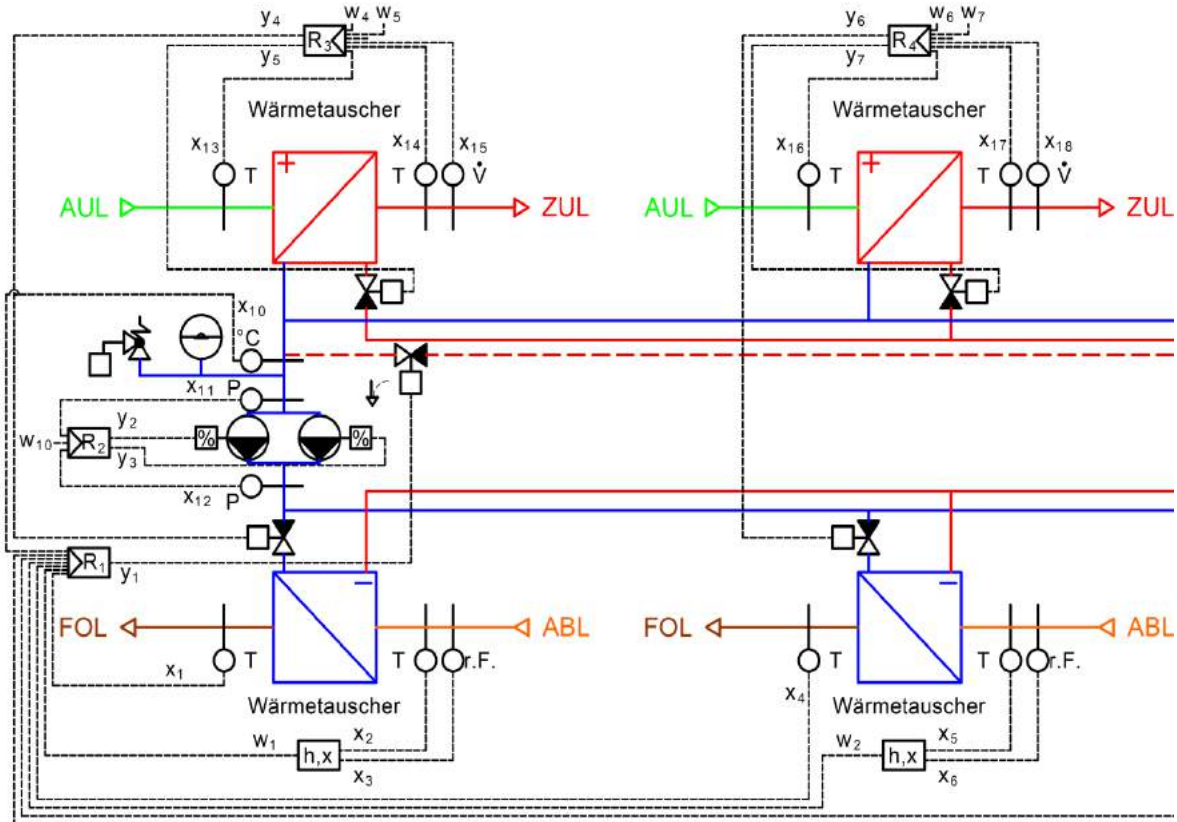 y₄ R₃ w₄ w₅ y₆ R₄ w₆ w₇
y₅ y₇
Wärmetauscher Wärmetauscher
x₁₃ x₁₄ x₁₅ x₁₆ x₁₇ x₁₈
T + T V̇ T + T V̇
AUL ZUL AUL ZUL
x₁₀
°C
x₁₁ P
y₂ % %
w₁₀ R₂
y₃
x₁₂ P
R₁
y₁
− −
FOL ABL FOL ABL
T T r.F. T T r.F.
x₁ x₄
Wärmetauscher Wärmetauscher
w₁ h,x x₂ w₂ h,x x₅
x₃ x₆